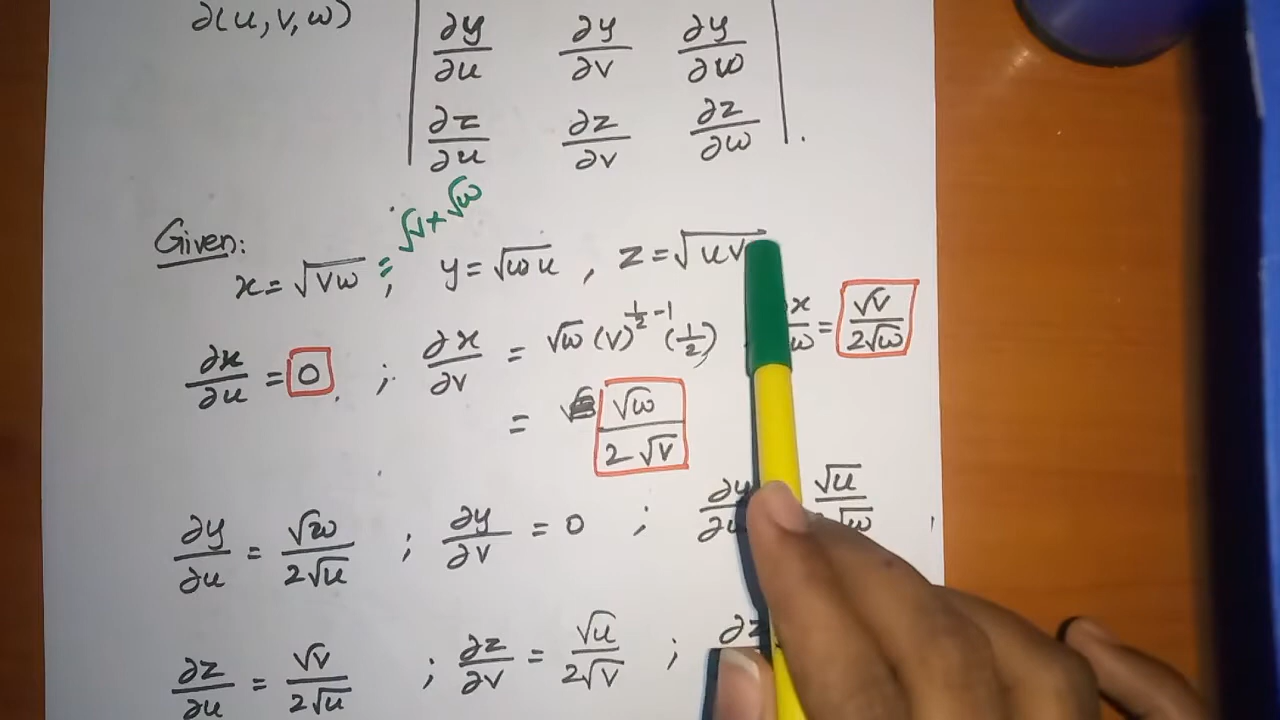 ∂(u,v,w)
∂y/∂u ∂y/∂v ∂y/∂w
∂z/∂u ∂z/∂v ∂z/∂w .
Given:
x = √vw = √v × √w ; y = √wu , z = √uv
∂x/∂u = 0 ; ∂x/∂v = √w (v)^(1/2 - 1) (1/2) x/w = √v/2√w
= √w/2√v
∂y/∂u = √w/2√u ; ∂y/∂v = 0 ; ∂y/∂ √u/√w ,
∂z/∂u = √v/2√u ; ∂z/∂v = √u/2√v ; ∂z